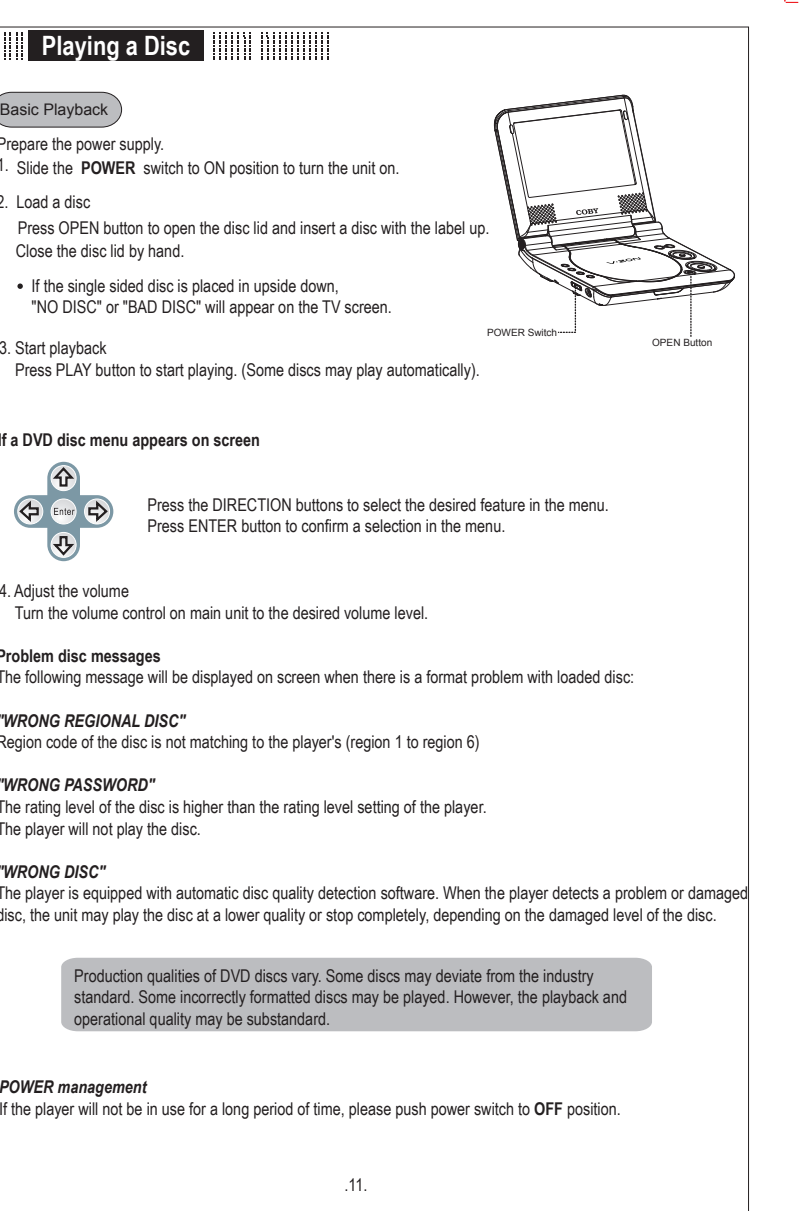 Playing a Disc
Basic Playback
Prepare the power supply.
1. Slide the POWER switch to ON position to turn the unit on.
2. Load a disc
Press OPEN button to open the disc lid and insert a disc with the label up.
Close the disc lid by hand.
• If the single sided disc is placed in upside down,
"NO DISC" or "BAD DISC" will appear on the TV screen.
COBY
V-ZON
POWER Switch
OPEN Button
3. Start playback
Press PLAY button to start playing. (Some discs may play automatically).
If a DVD disc menu appears on screen
Enter
Press the DIRECTION buttons to select the desired feature in the menu.
Press ENTER button to confirm a selection in the menu.
4. Adjust the volume
Turn the volume control on main unit to the desired volume level.
Problem disc messages
The following message will be displayed on screen when there is a format problem with loaded disc:
"WRONG REGIONAL DISC"
Region code of the disc is not matching to the player's (region 1 to region 6)
"WRONG PASSWORD"
The rating level of the disc is higher than the rating level setting of the player.
The player will not play the disc.
"WRONG DISC"
The player is equipped with automatic disc quality detection software. When the player detects a problem or damaged
disc, the unit may play the disc at a lower quality or stop completely, depending on the damaged level of the disc.
Production qualities of DVD discs vary. Some discs may deviate from the industry
standard. Some incorrectly formatted discs may be played. However, the playback and
operational quality may be substandard.
POWER management
If the player will not be in use for a long period of time, please push power switch to OFF position.
.11.